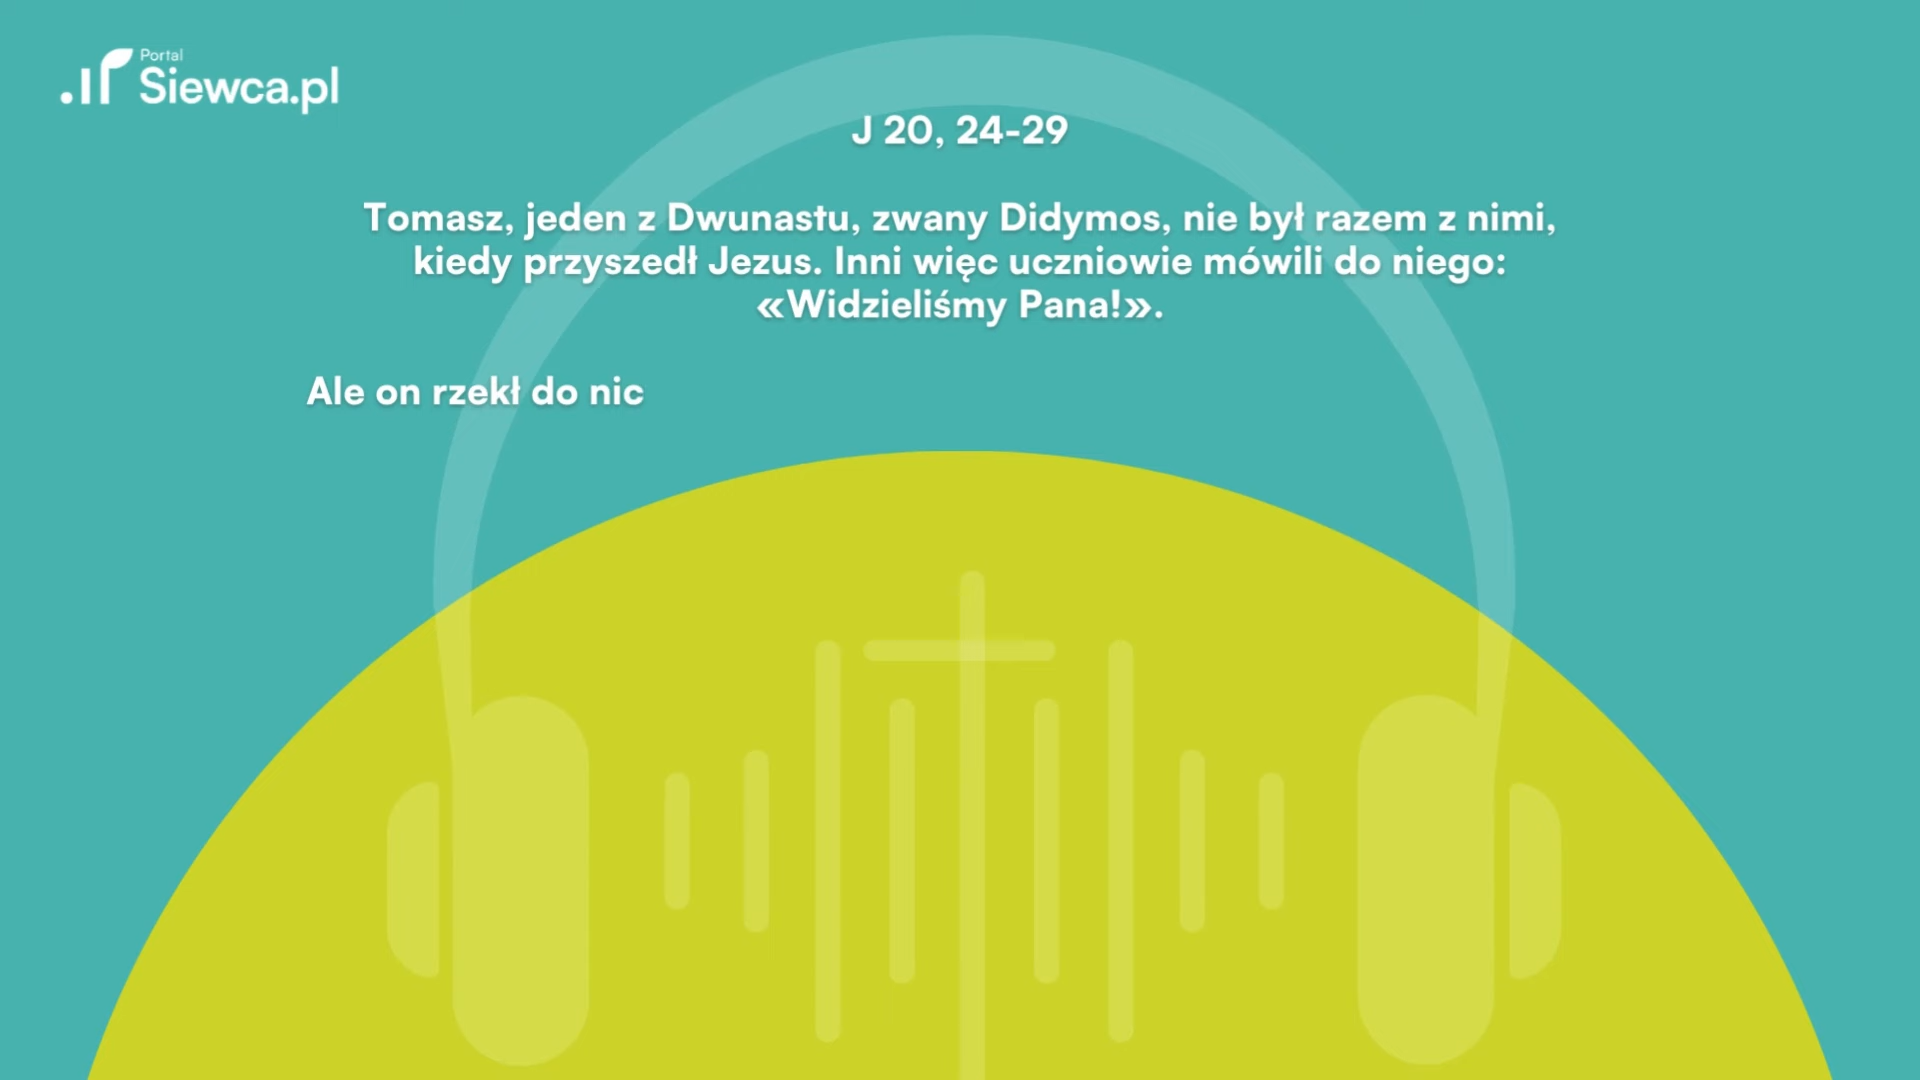 Portal
Siewca.pl
J 20, 24-29
Tomasz, jeden z Dwunastu, zwany Didymos, nie był razem z nimi,
kiedy przyszedł Jezus. Inni więc uczniowie mówili do niego:
«Widzieliśmy Pana!».
Ale on rzekł do nic